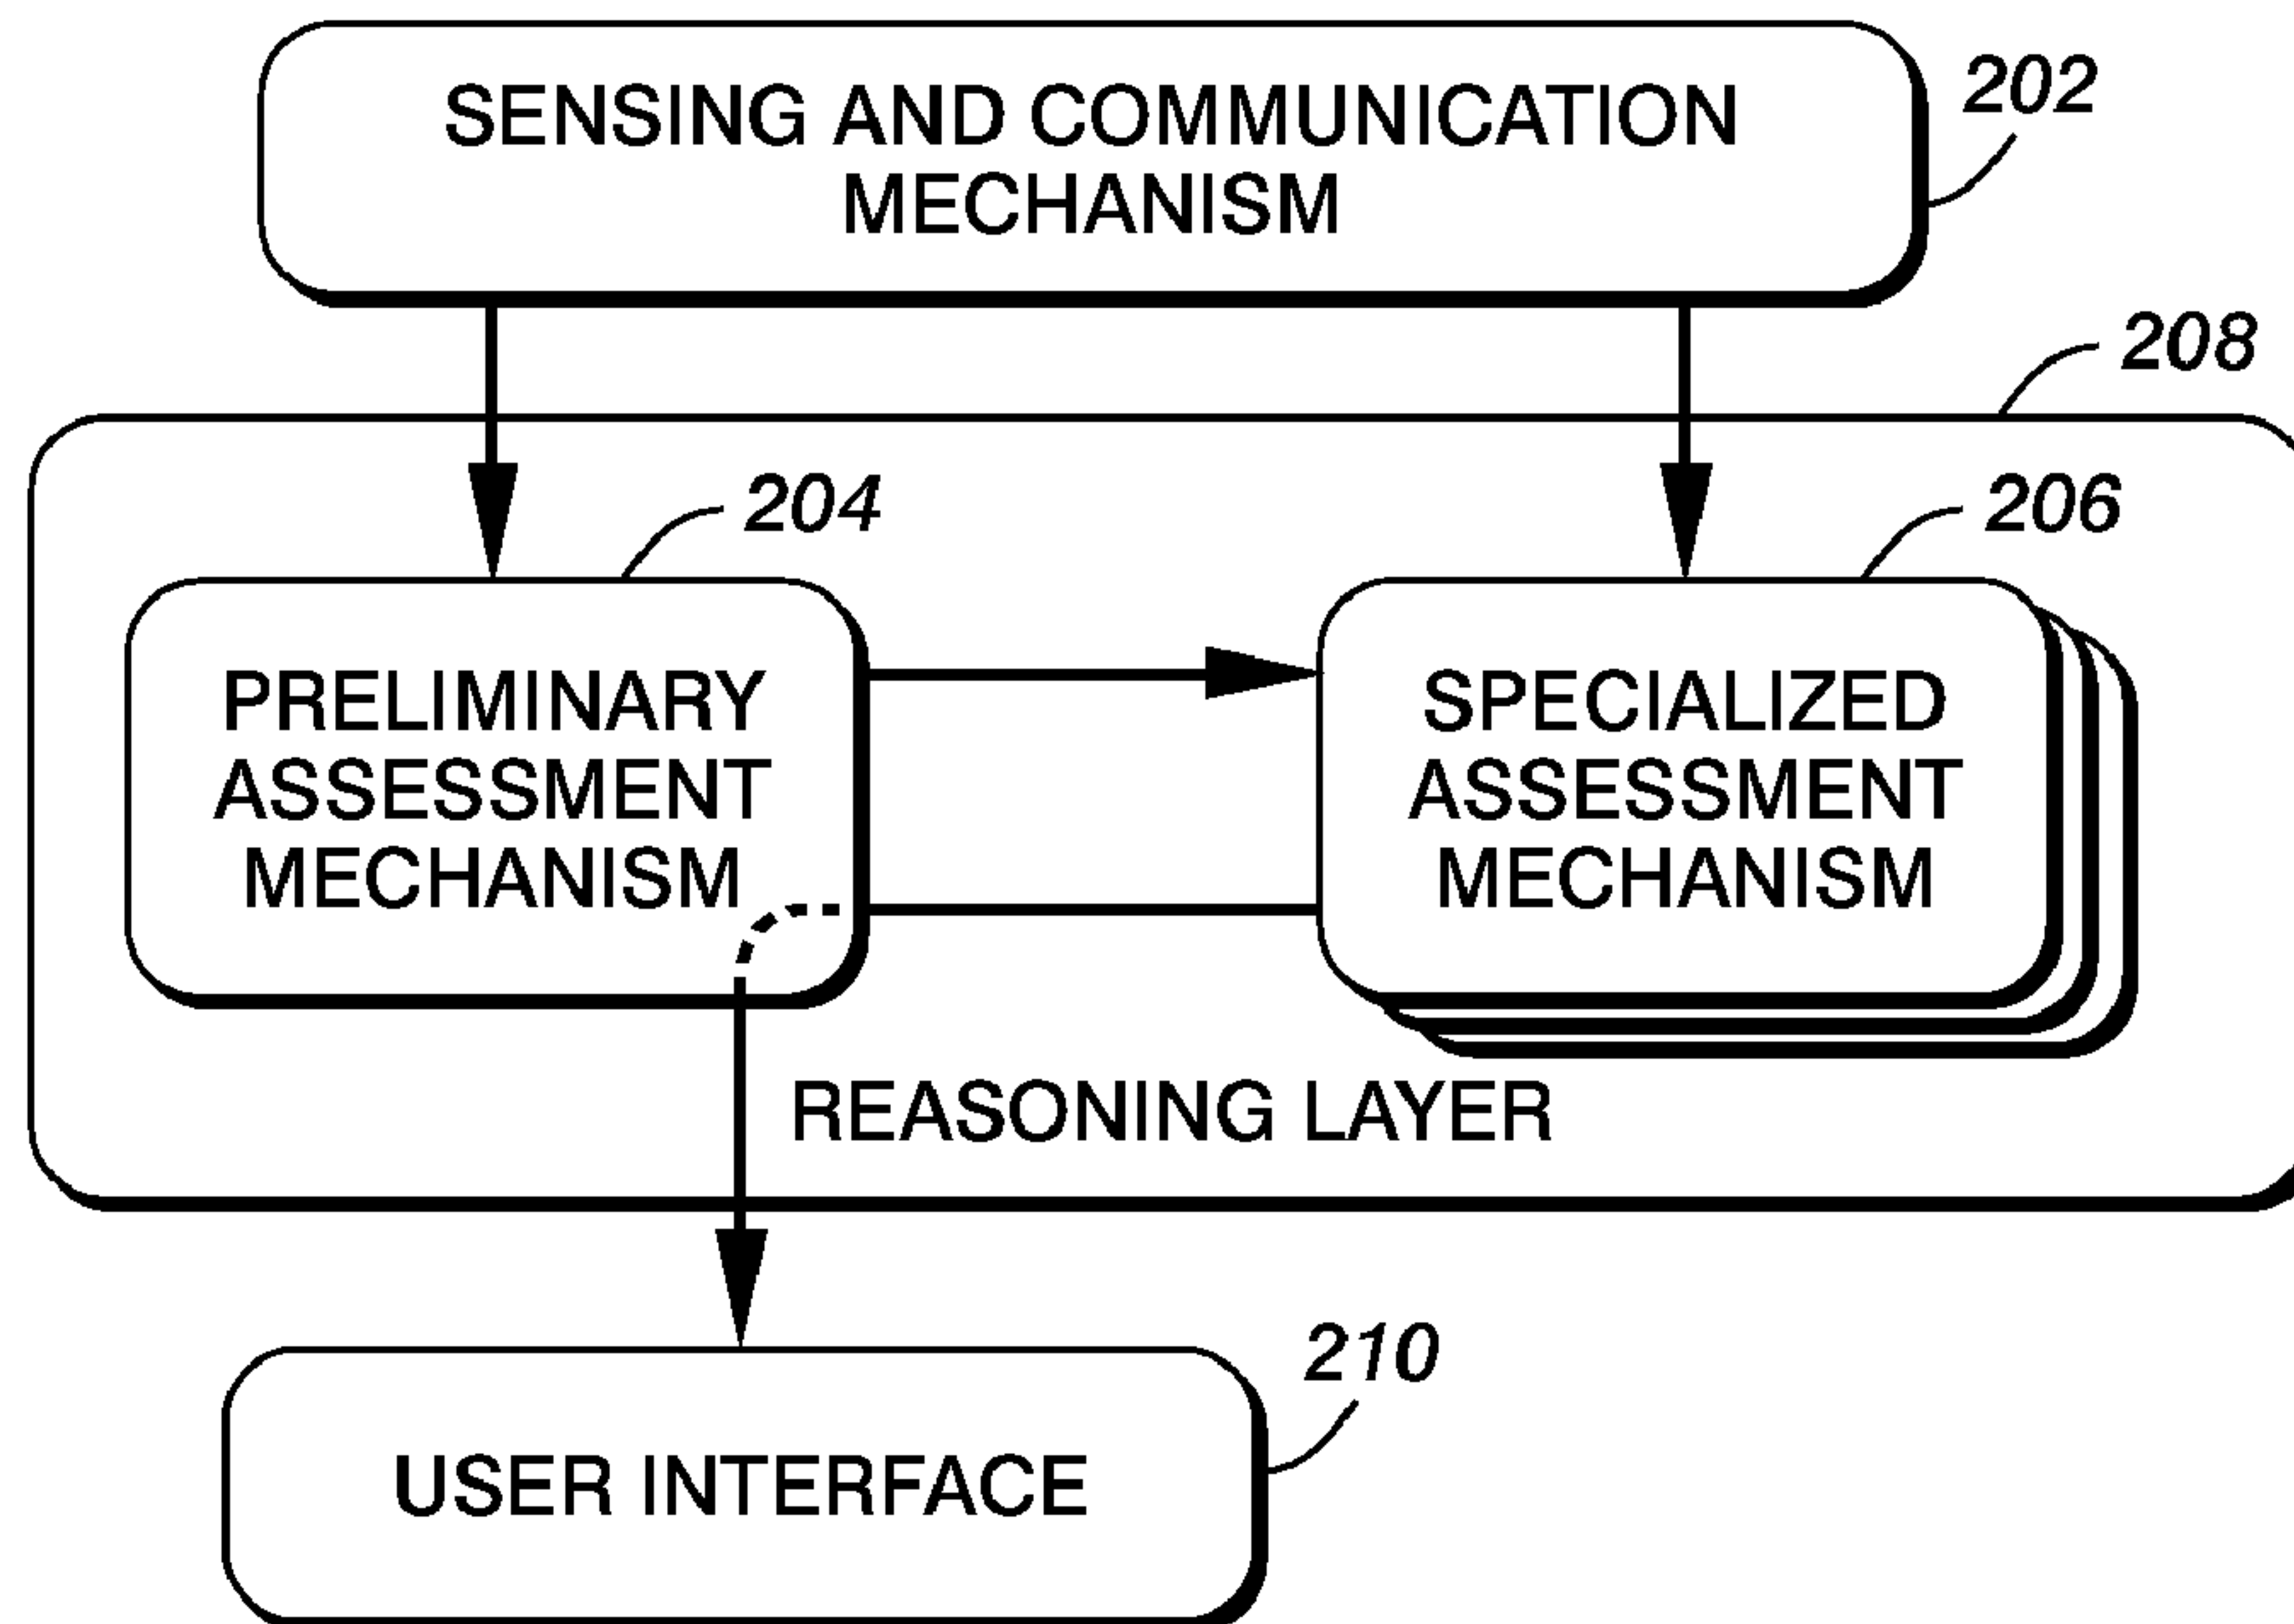 SENSING AND COMMUNICATION
MECHANISM
202
208
204
206
PRELIMINARY
ASSESSMENT
MECHANISM
SPECIALIZED
ASSESSMENT
MECHANISM
REASONING LAYER
210
USER INTERFACE